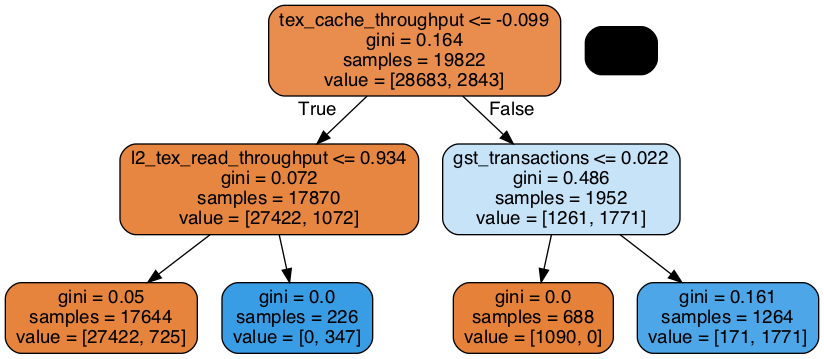 tex_cache_throughput <= -0.099
gini = 0.164
samples = 19822
value = [28683, 2843]
True
False
l2_tex_read_throughput <= 0.934
gini = 0.072
samples = 17870
value = [27422, 1072]
gst_transactions <= 0.022
gini = 0.486
samples = 1952
value = [1261, 1771]
gini = 0.05
samples = 17644
value = [27422, 725]
gini = 0.0
samples = 226
value = [0, 347]
gini = 0.0
samples = 688
value = [1090, 0]
gini = 0.161
samples = 1264
value = [171, 1771]